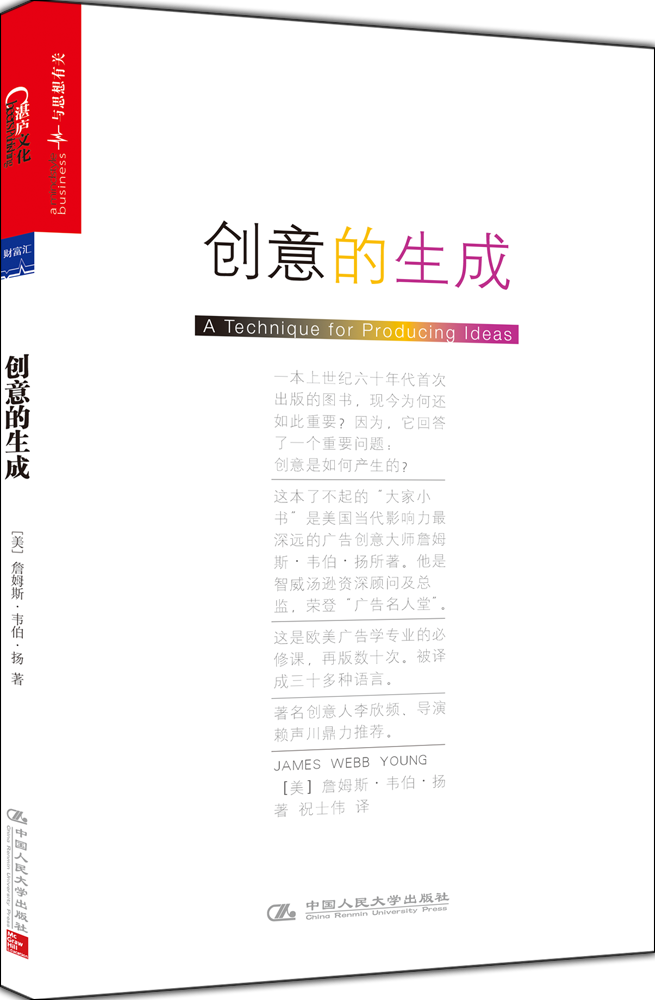 湛庐文化
与思想有关
business
财富汇
创意的生成
[美] 詹姆斯·韦伯·扬 著
中国人民大学出版社
China Renmin University Press
Mc
Graw
Hill
创意的生成
A Technique for Producing Ideas
一本上世纪六十年代首次
出版的图书，现今为何还
如此重要？因为，它回答
了一个重要问题：
创意是如何产生的？
这本了不起的“大家小
书”是美国当代影响力最
深远的广告创意大师詹姆
斯·韦伯·扬所著。他是
智威汤逊资深顾问及总
监，荣登“广告名人堂”。
这是欧美广告学专业的必
修课，再版数十次。被译
成三十多种语言。
著名创意人李欣频、导演
赖声川鼎力推荐。
JAMES WEBB YOUNG
[美] 詹姆斯·韦伯·扬
著 祝士伟 译
中国人民大学出版社
China Renmin University Press